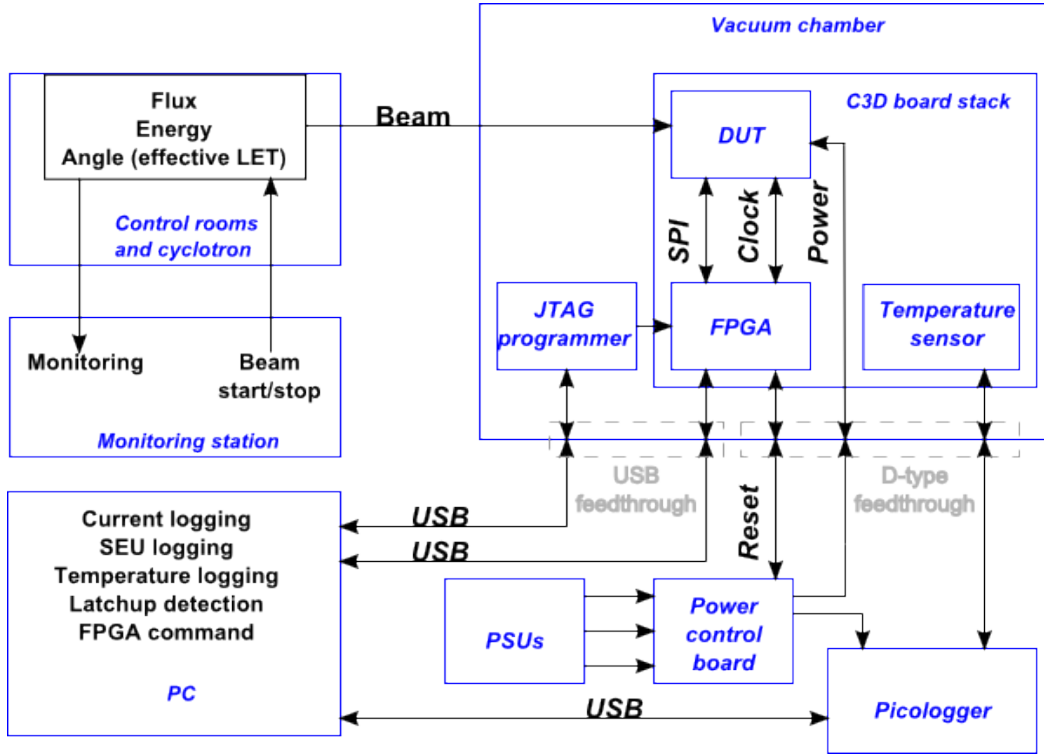 Vacuum chamber
C3D board stack
Flux
Energy
Angle (effective LET)
Control rooms
and cyclotron
Beam
DUT
SPI
Clock
Power
JTAG
programmer
FPGA
Temperature
sensor
Monitoring
Beam
start/stop
Monitoring station
USB
feedthrough
D-type
feedthrough
Current logging
SEU logging
Temperature logging
Latchup detection
FPGA command
PC
USB
USB
Reset
PSUs
Power
control
board
Picologger
USB